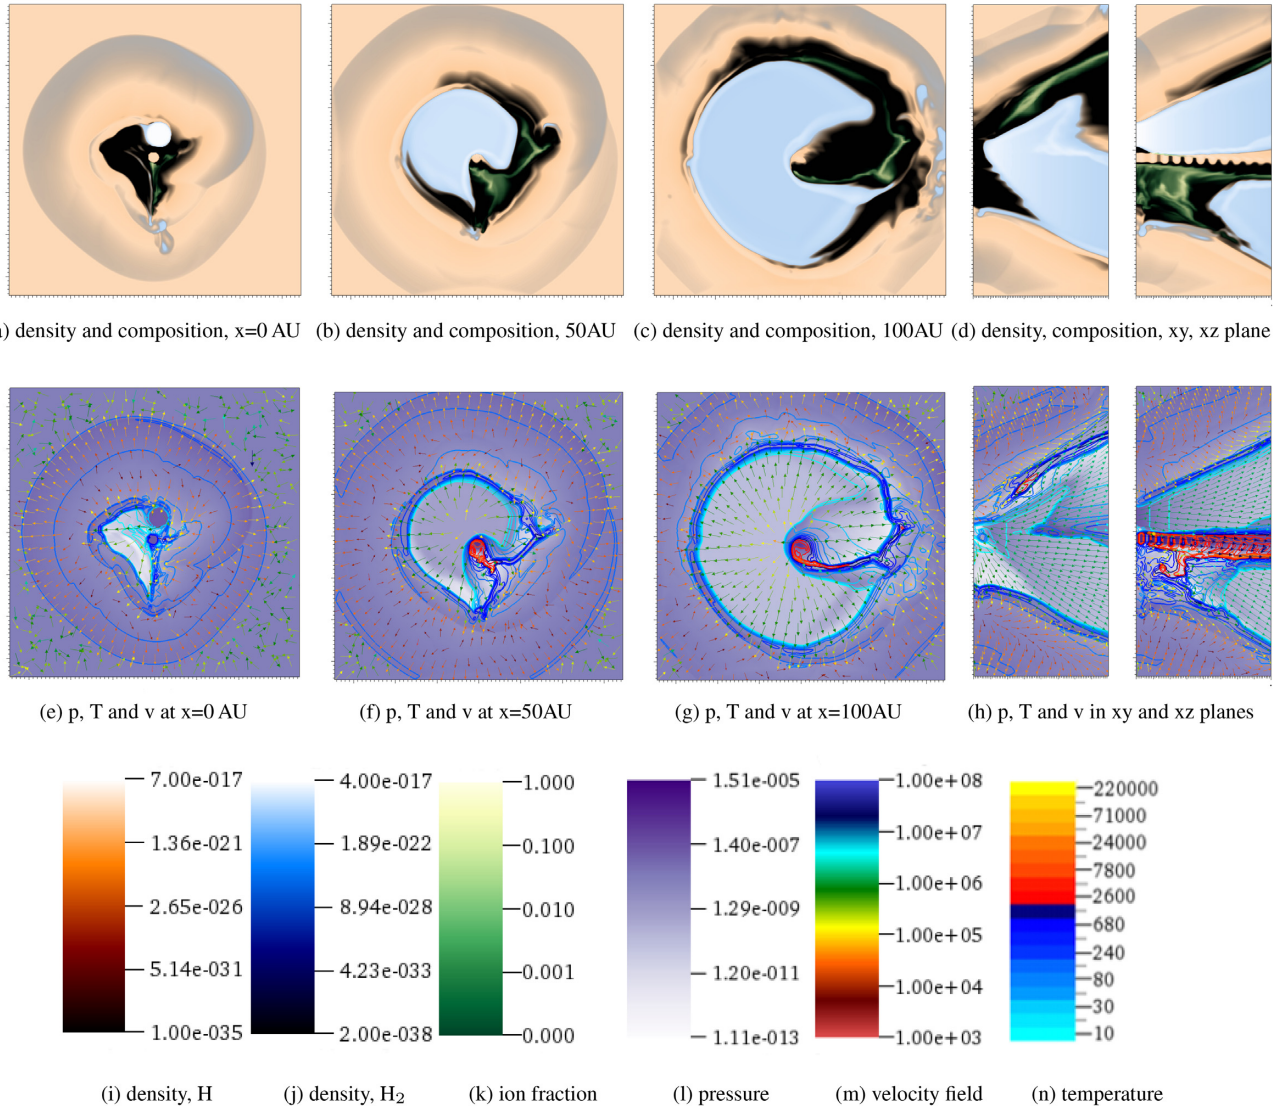 ) density and composition, x=0 AU
(b) density and composition, 50AU
(c) density and composition, 100AU
(d) density, composition, xy, xz plane
(e) p, T and v at x=0 AU
(f) p, T and v at x=50AU
(g) p, T and v at x=100AU
(h) p, T and v in xy and xz planes
7.00e-017
1.36e-021
2.65e-026
5.14e-031
1.00e-035
4.00e-017
1.89e-022
8.94e-028
4.23e-033
2.00e-038
1.000
0.100
0.010
0.001
0.000
1.51e-005
1.40e-007
1.29e-009
1.20e-011
1.11e-013
1.00e+08
1.00e+07
1.00e+06
1.00e+05
1.00e+04
1.00e+03
220000
71000
24000
7800
2600
680
240
80
30
10
(i) density, H
(j) density, H₂
(k) ion fraction
(l) pressure
(m) velocity field
(n) temperature